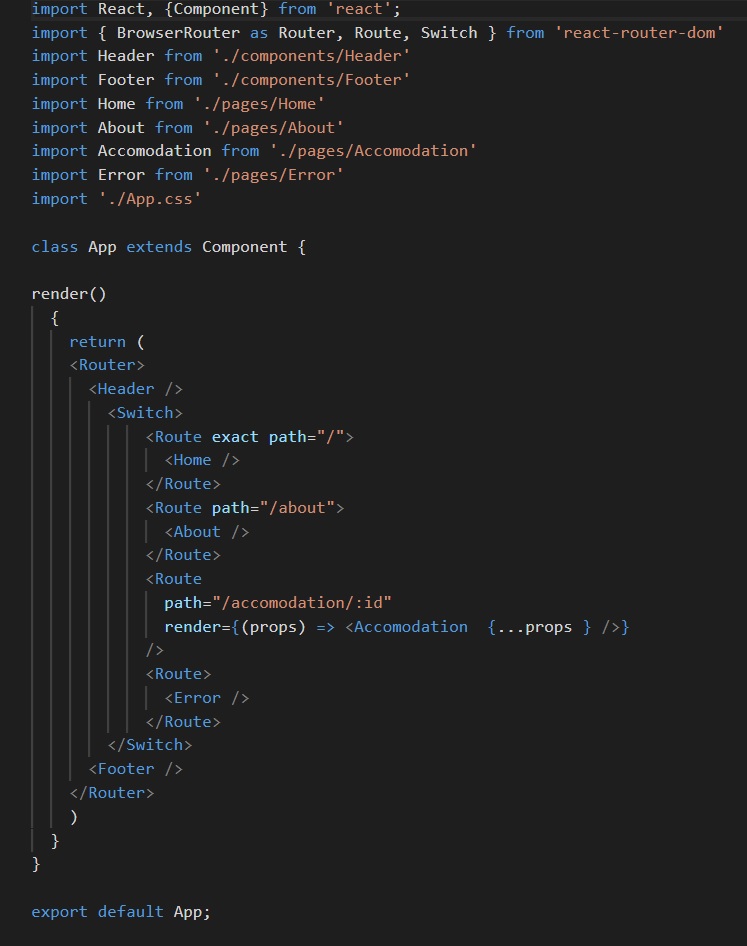 import React, {Component} from 'react';
import { BrowserRouter as Router, Route, Switch } from 'react-router-dom'
import Header from './components/Header'
import Footer from './components/Footer'
import Home from './pages/Home'
import About from './pages/About'
import Accomodation from './pages/Accomodation'
import Error from './pages/Error'
import './App.css'

class App extends Component {

render()
  {
    return (
    <Router>
      <Header />
        <Switch>
            <Route exact path="/">
              <Home />
            </Route>
            <Route path="/about">
              <About />
            </Route>
            <Route
              path="/accomodation/:id"
              render={(props) => <Accomodation  {...props } />}
            />
            <Route>
              <Error />
            </Route>
        </Switch>
      <Footer />
    </Router>
    )
  }
}

export default App;